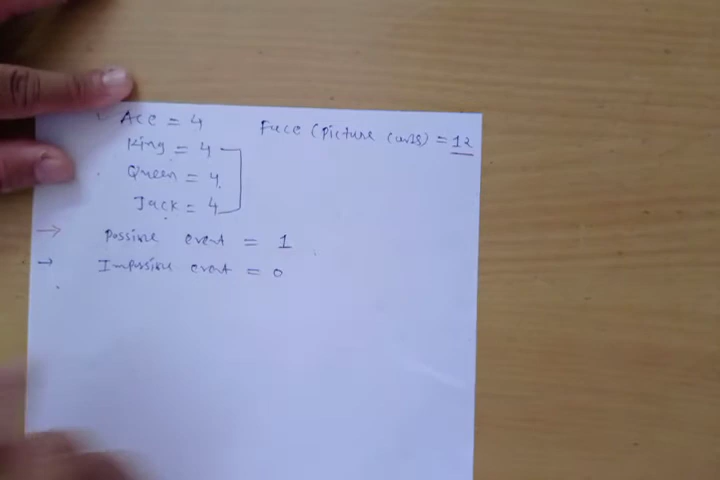 Ace = 4
Face (picture cards) = 12
King = 4
Queen = 4
Jack = 4
→ possible event = 1
→ Impossible event = 0